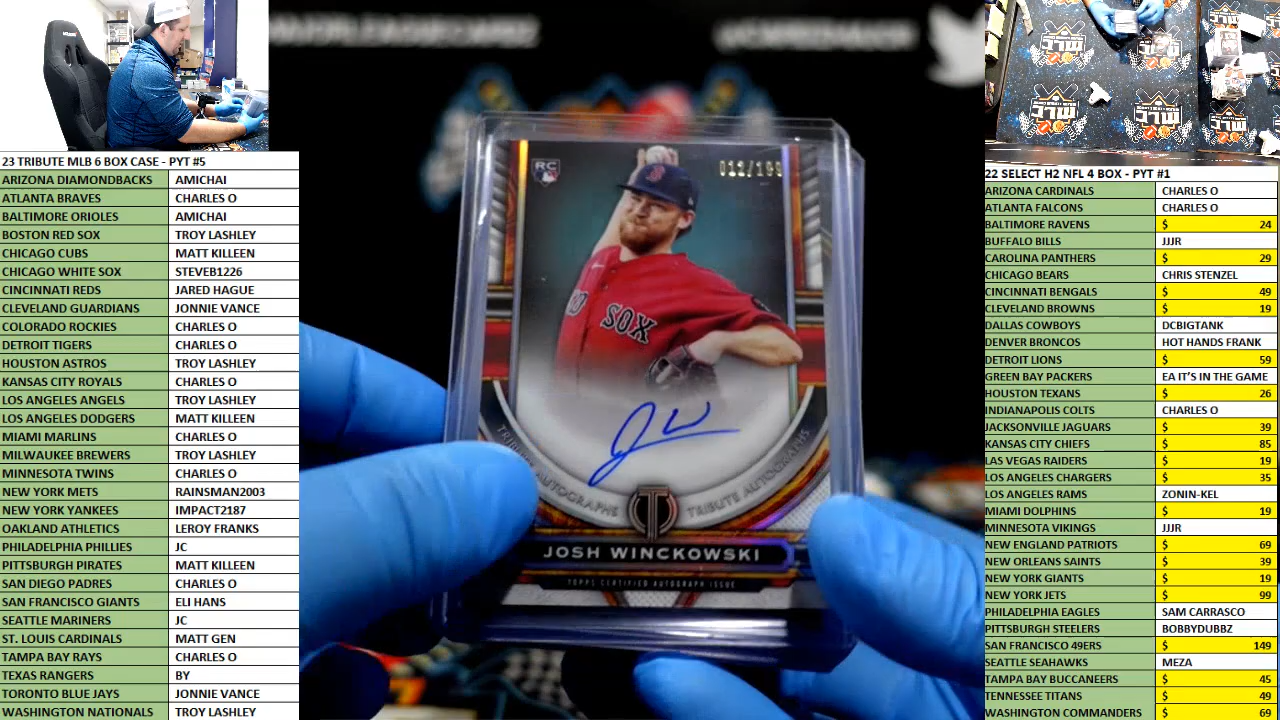 23 TRIBUTE MLB 6 BOX CASE - PYT #5
ARIZONA DIAMONDBACKS AMICHAI
ATLANTA BRAVES CHARLES O
BALTIMORE ORIOLES AMICHAI
BOSTON RED SOX TROY LASHLEY
CHICAGO CUBS MATT KILLEEN
CHICAGO WHITE SOX STEVEB1226
CINCINNATI REDS JARED HAGUE
CLEVELAND GUARDIANS JONNIE VANCE
COLORADO ROCKIES CHARLES O
DETROIT TIGERS CHARLES O
HOUSTON ASTROS TROY LASHLEY
KANSAS CITY ROYALS CHARLES O
LOS ANGELES ANGELS TROY LASHLEY
LOS ANGELES DODGERS MATT KILLEEN
MIAMI MARLINS CHARLES O
MILWAUKEE BREWERS TROY LASHLEY
MINNESOTA TWINS CHARLES O
NEW YORK METS RAINSMAN2003
NEW YORK YANKEES IMPACT2187
OAKLAND ATHLETICS LEROY FRANKS
PHILADELPHIA PHILLIES JC
PITTSBURGH PIRATES MATT KILLEEN
SAN DIEGO PADRES CHARLES O
SAN FRANCISCO GIANTS ELI HANS
SEATTLE MARINERS JC
ST. LOUIS CARDINALS MATT GEN
TAMPA BAY RAYS CHARLES O
TEXAS RANGERS BY
TORONTO BLUE JAYS JONNIE VANCE
WASHINGTON NATIONALS TROY LASHLEY
RC
SOX
JW
TRIBUTE AUTOGRAPHS TRIBUTE AUTOGRAPHS
T
JOSH WINCKOWSKI
TOPPS CERTIFIED AUTOGRAPH ISSUE
22 SELECT H2 NFL 4 BOX - PYT #1
ARIZONA CARDINALS CHARLES O
ATLANTA FALCONS CHARLES O
BALTIMORE RAVENS $ 24
BUFFALO BILLS JJJR
CAROLINA PANTHERS $ 29
CHICAGO BEARS CHRIS STENZEL
CINCINNATI BENGALS $ 49
CLEVELAND BROWNS $ 19
DALLAS COWBOYS DCBIGTANK
DENVER BRONCOS HOT HANDS FRANK
DETROIT LIONS $ 59
GREEN BAY PACKERS EA IT'S IN THE GAME
HOUSTON TEXANS $ 26
INDIANAPOLIS COLTS CHARLES O
JACKSONVILLE JAGUARS $ 39
KANSAS CITY CHIEFS $ 85
LAS VEGAS RAIDERS $ 19
LOS ANGELES CHARGERS $ 35
LOS ANGELES RAMS ZONIN-KEL
MIAMI DOLPHINS $ 19
MINNESOTA VIKINGS JJJR
NEW ENGLAND PATRIOTS $ 69
NEW ORLEANS SAINTS $ 39
NEW YORK GIANTS $ 19
NEW YORK JETS $ 99
PHILADELPHIA EAGLES SAM CARRASCO
PITTSBURGH STEELERS BOBBYDUBBZ
SAN FRANCISCO 49ERS $ 149
SEATTLE SEAHAWKS MEZA
TAMPA BAY BUCCANEERS $ 45
TENNESSEE TITANS $ 49
WASHINGTON COMMANDERS $ 69